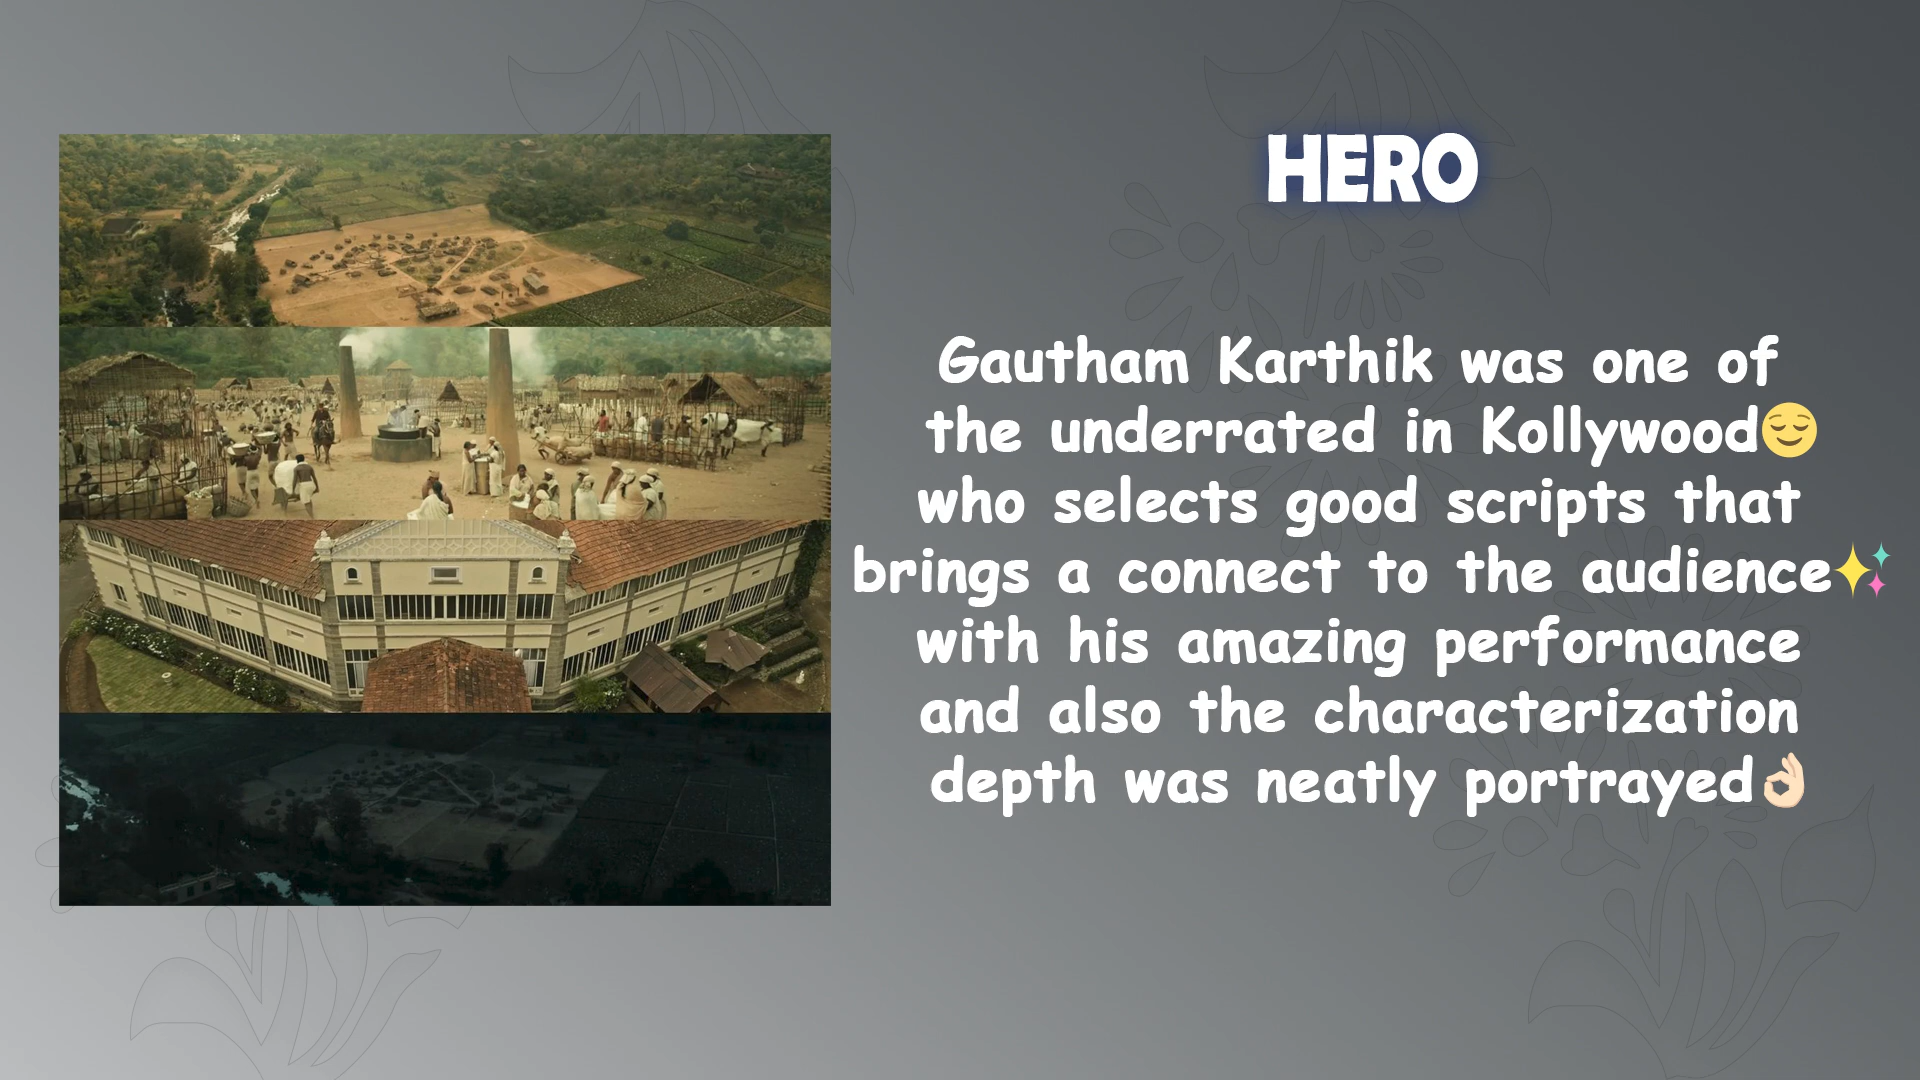 HERO
Gautham Karthik was one of
the underrated in Kollywood😌
who selects good scripts that
brings a connect to the audience✨
with his amazing performance
and also the characterization
depth was neatly portrayed👌🏻